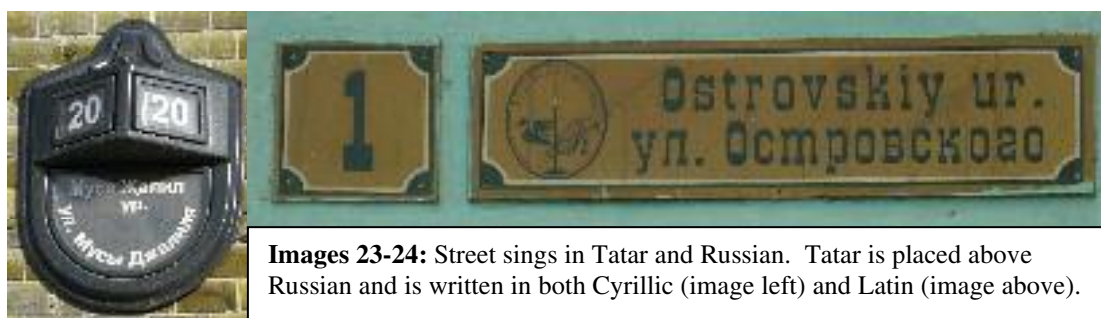 20 /20
Муса Җәлил
ур.
ул. Мусы Джалиля
1
Ostrovskiy ur.
ул. Островского
Images 23-24: Street sings in Tatar and Russian. Tatar is placed above
Russian and is written in both Cyrillic (image left) and Latin (image above).